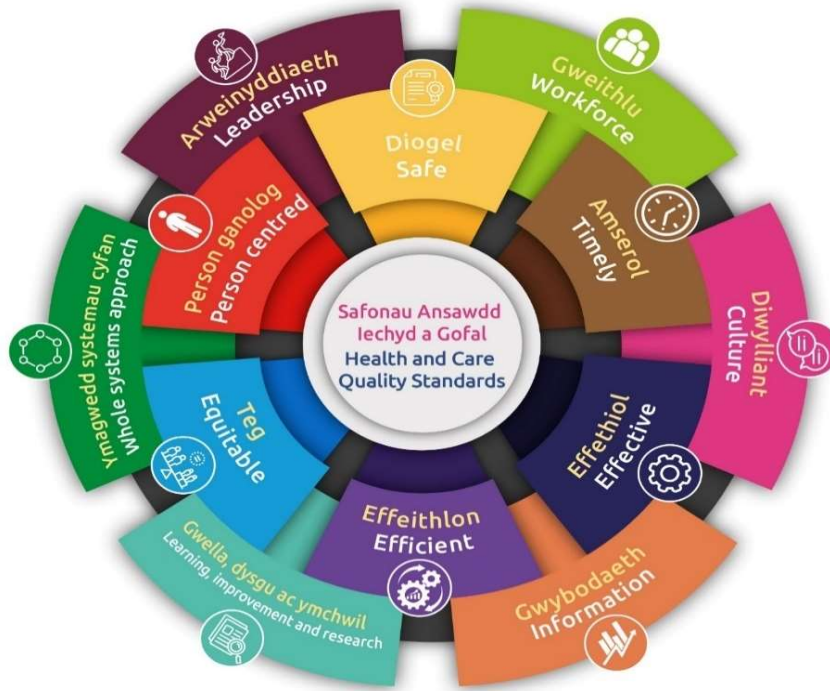 Safonau Ansawdd
Iechyd a Gofal
Health and Care
Quality Standards
Diogel
Safe
Amserol
Timely
Effethiol
Effective
Effeithlon
Efficient
Teg
Equitable
Person ganolog
Person centred
Arweinyddiaeth
Leadership
Gweithlu
Workforce
Diwylliant
Culture
Gwybodaeth
Information
Gwella, dysgu ac ymchwil
Learning, improvement and research
Ymagwedd systemau cyfan
Whole systems approach